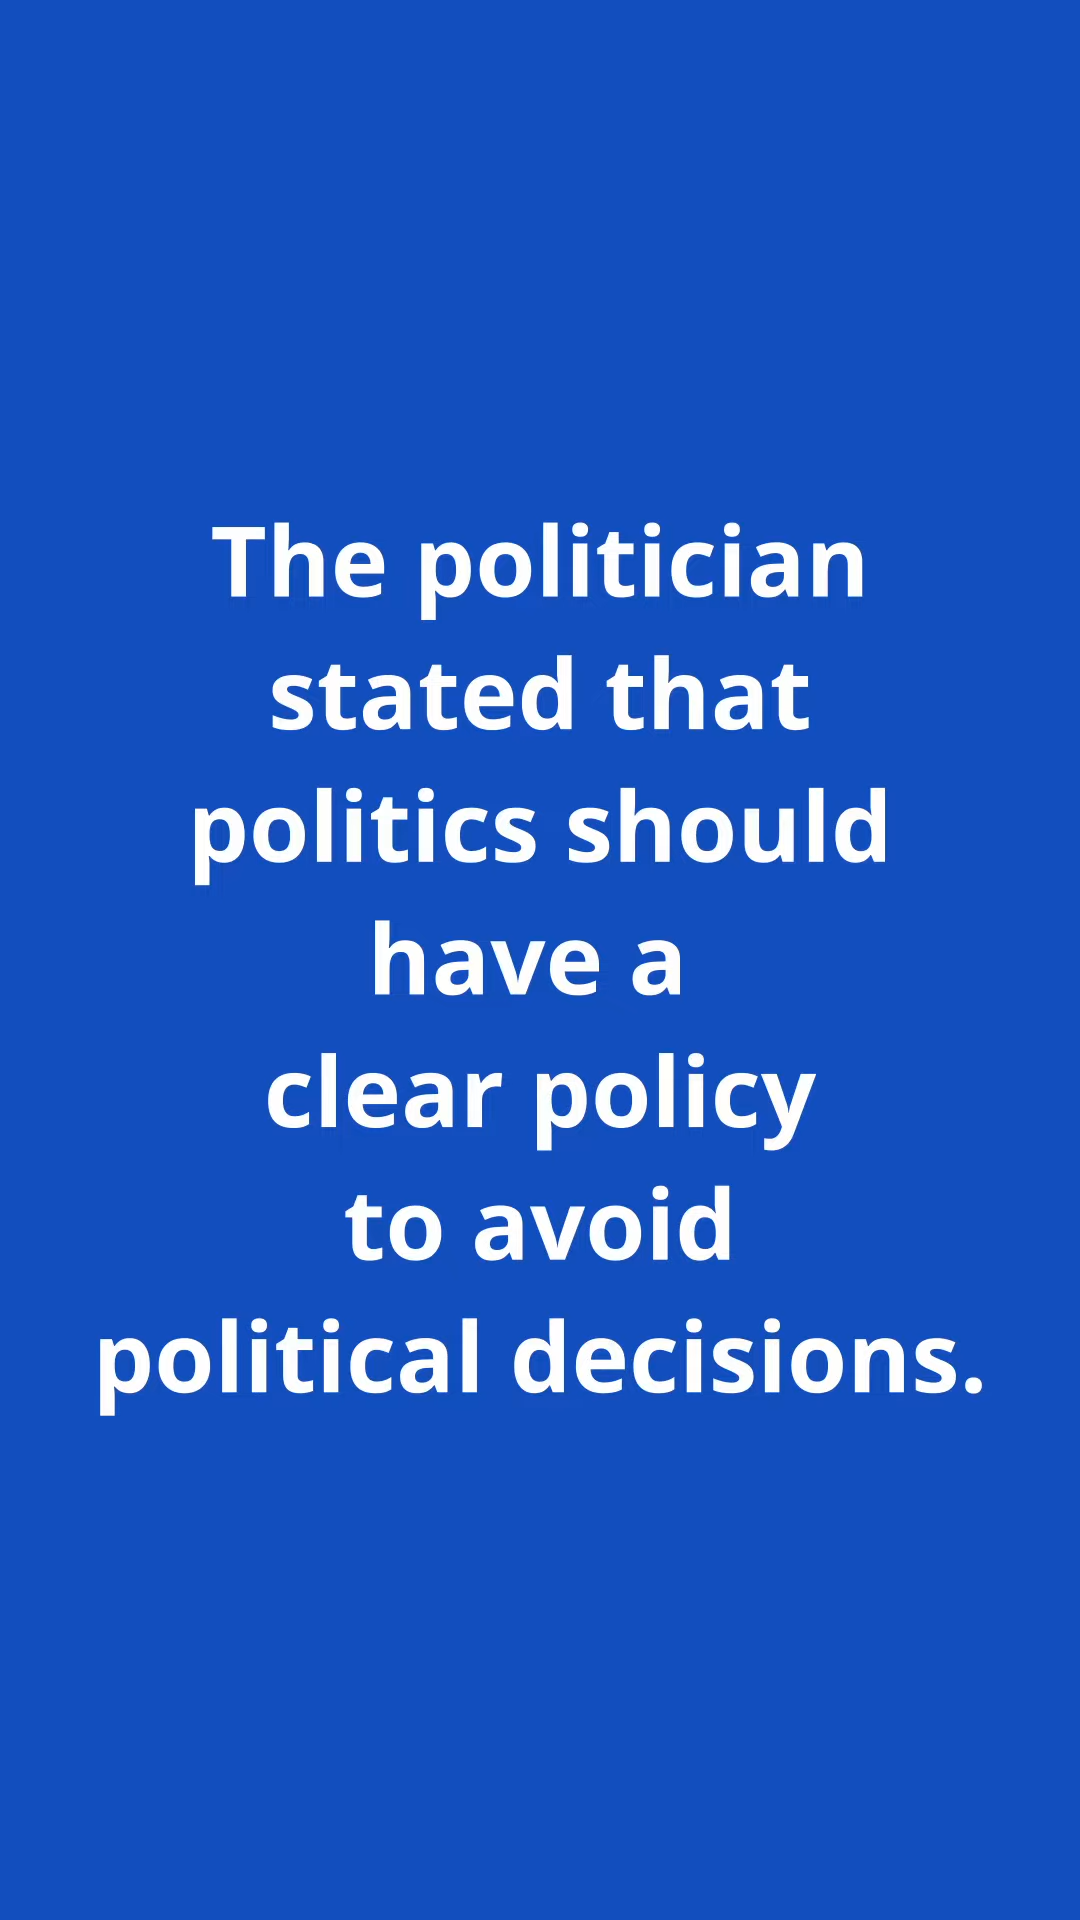 The politician
stated that
politics should
have a
clear policy
to avoid
political decisions.